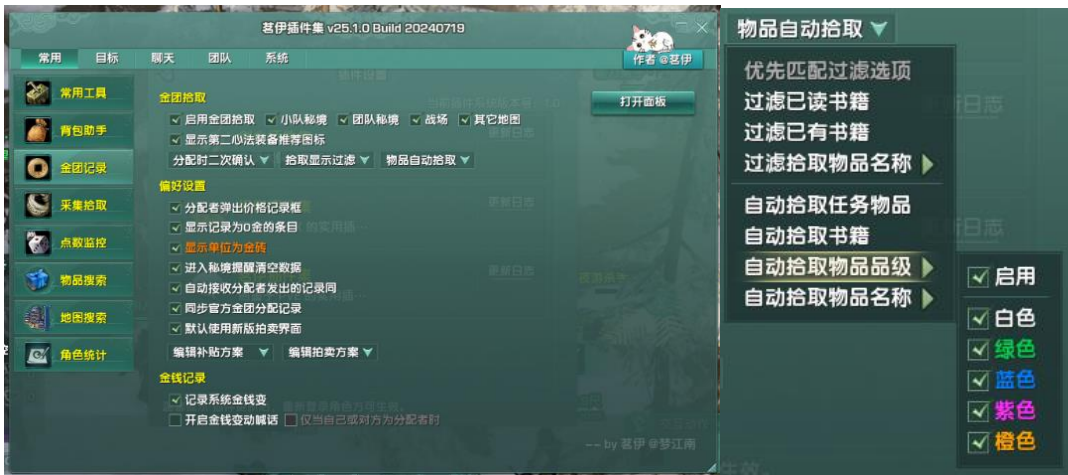 茗伊插件集 v25.1.0 Build 20240719
常用 目标 聊天 团队 系统
作者 @茗伊
常用工具
背包助手
金团记录
采集拾取
点数监控
物品搜索
地图搜索
角色统计
金团拾取
打开面板
启用金团拾取 小队秘境 团队秘境 战场 其它地图
显示第二心法装备推荐图标
分配时二次确认 拾取显示过滤 物品自动拾取
偏好设置
分配者弹出价格记录框
显示记录为0金的条目
显示单位为金砖
进入秘境提醒清空数据
自动接收分配者发出的记录同
同步官方金团分配记录
默认使用新版拍卖界面
编辑补贴方案 编辑拍卖方案
金钱记录
记录系统金钱变
开启金钱变动喊话 仅当自己或对方为分配者时
-- by 茗伊 @梦江南
物品自动拾取
优先匹配过滤选项
过滤已读书籍
过滤已有书籍
过滤拾取物品名称
自动拾取任务物品
自动拾取书籍
自动拾取物品品级
自动拾取物品名称
启用
白色
绿色
蓝色
紫色
橙色